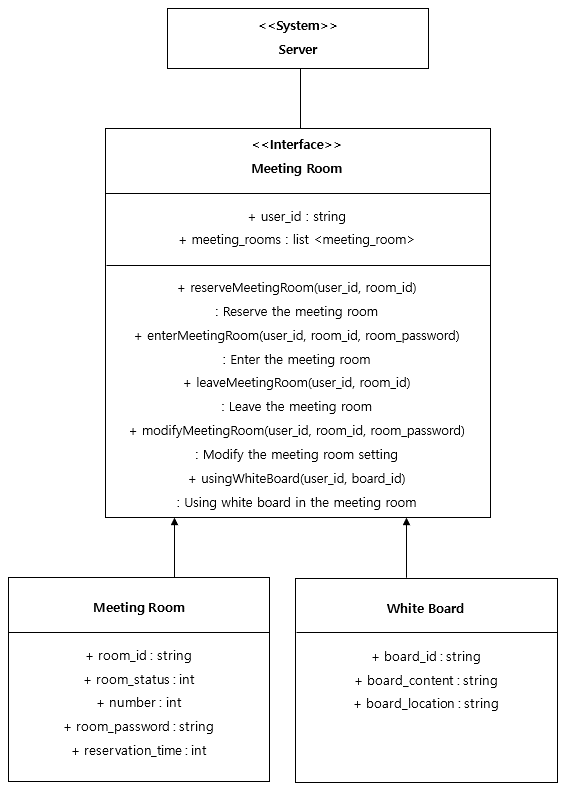 <<System>>
Server
<<Interface>>
Meeting Room
+ user_id : string
+ meeting_rooms : list <meeting_room>
+ reserveMeetingRoom(user_id, room_id)
: Reserve the meeting room
+ enterMeetingRoom(user_id, room_id, room_password)
: Enter the meeting room
+ leaveMeetingRoom(user_id, room_id)
: Leave the meeting room
+ modifyMeetingRoom(user_id, room_id, room_password)
: Modify the meeting room setting
+ usingWhiteBoard(user_id, board_id)
: Using white board in the meeting room
Meeting Room
+ room_id : string
+ room_status : int
+ number : int
+ room_password : string
+ reservation_time : int
White Board
+ board_id : string
+ board_content : string
+ board_location : string